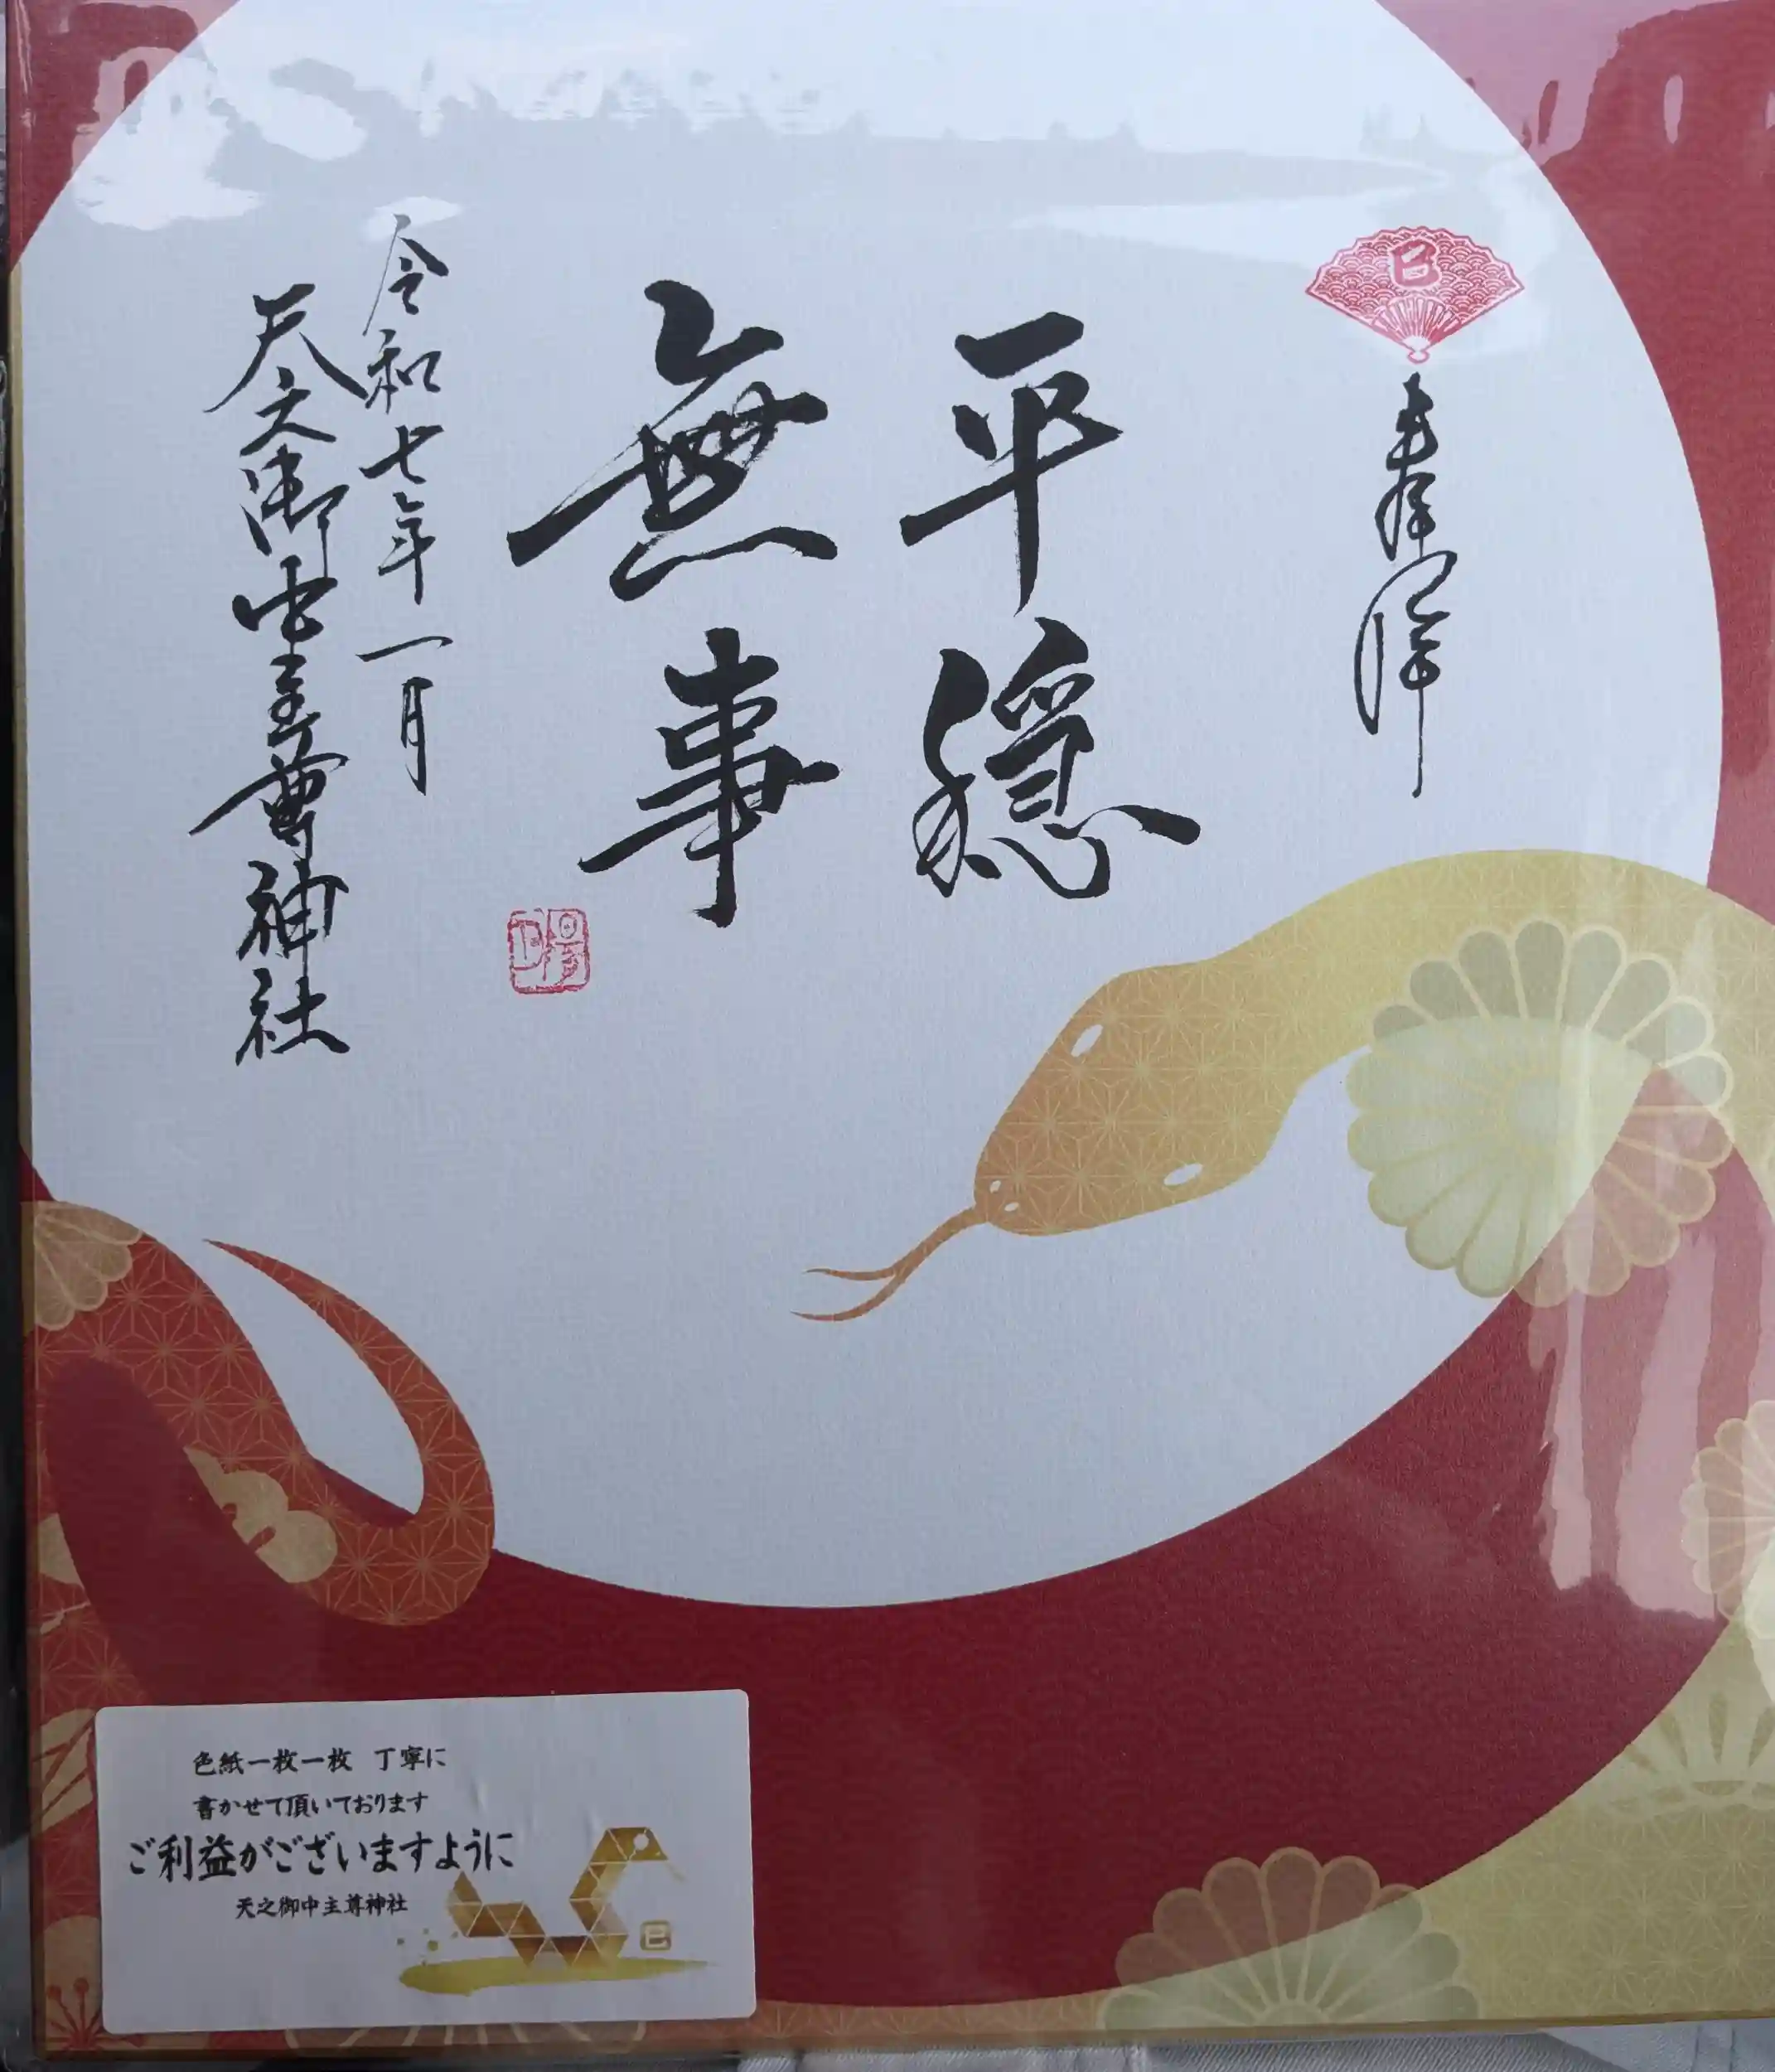 巳
奉拝
平穏
無事
令和七年一月
天之御中主尊神社
色紙一枚一枚 丁寧に
書かせて頂いております
ご利益がございますように
天之御中主尊神社
巳